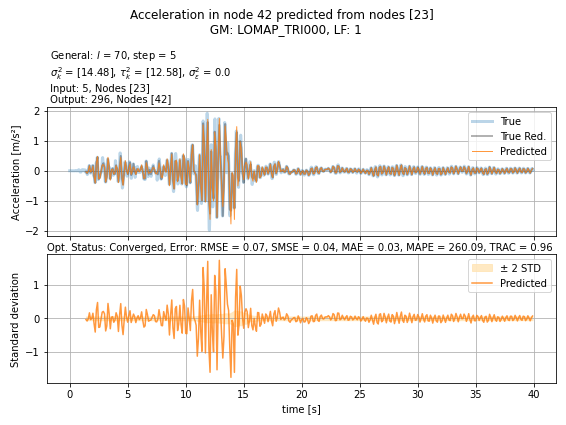 Acceleration in node 42 predicted from nodes [23]
GM: LOMAP_TRI000, LF: 1
General: l = 70, step = 5
σ²ₖ = [14.48], τ²ₖ = [12.58], σ²ε = 0.0
Input: 5, Nodes [23]
Output: 296, Nodes [42]
Acceleration [m/s²]
2
1
0
−1
−2
True
True Red.
Predicted
Opt. Status: Converged, Error: RMSE = 0.07, SMSE = 0.04, MAE = 0.03, MAPE = 260.09, TRAC = 0.96
Standard deviation
1
0
−1
± 2 STD
Predicted
0 5 10 15 20 25 30 35 40
time [s]